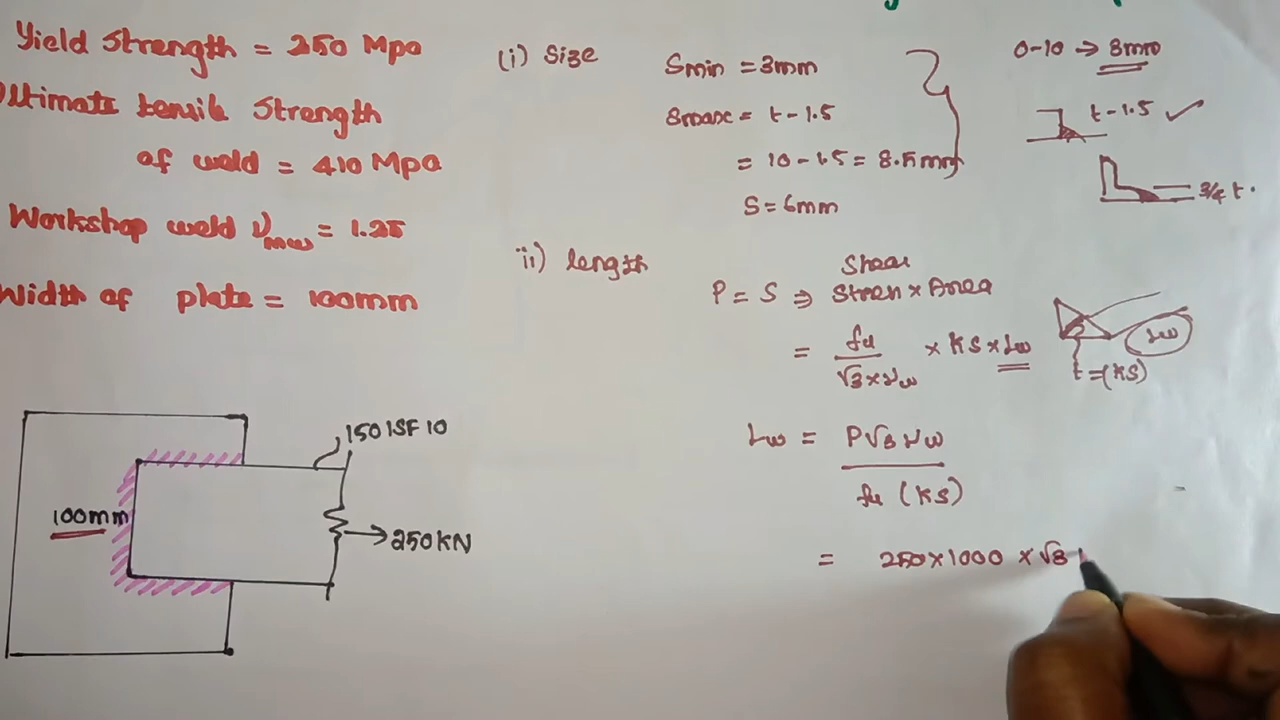 Yield Strength = 250 Mpa
Ultimate tensile Strength
of weld = 410 Mpa
Workshop weld γmw = 1.25
Width of plate = 100mm
(i) Size
Smin = 3mm
Smax = t - 1.5
= 10 - 1.5 = 8.5mm
S = 6mm
0-10 → 3mm
t - 1.5 ✓
3/4 t.
ii) length
Shear
P = S ⇒ Stress × Area
= fu/√3×γw × KS × Lw
Lw
t=(KS)
Lw = P√3 γw / fu (KS)
= 250×1000 × √3
150 ISF 10
100mm
→ 250KN